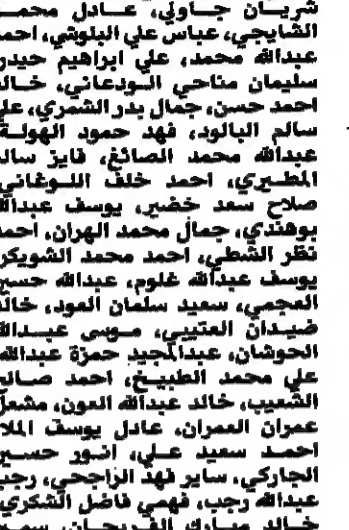 شريان جاولي، عادل محمد
الشايجي، عباس علي البلوشي، احمد
عبدالله محمد، علي ابراهيم حيدر
سليمان مناحي الودعاني، خالد
احمد حسن، جمال بدر الشمري، علي
سالم البالود، فهد حمود الهولة
عبدالله محمد الصائغ، فايز سالم
المطيري، احمد خلف اللوغاني
صلاح سعد خضير، يوسف عبدالله
بوهندي، جمال محمد الهران، احمد
نظر الشطي، احمد محمد الشويكر
يوسف عبدالله غلوم، عبدالله حسين
العجمي، سعيد سلمان العود، خالد
ضيدان العتيبي، موسى عبدالله
الحوشان، عبدالمجيد حمزة عبدالله
علي محمد الطبيخ، احمد صالح
الشعيب، خالد عبدالله العون، مشعل
عمران العمران، عادل يوسف الملا
احمد سعيد علي، انور حسين
الجاركي، ساير فهد الراجحي، رجب
عبدالله رجب، فهمي فاضل الشكري
خالد مبارك الفريحان،